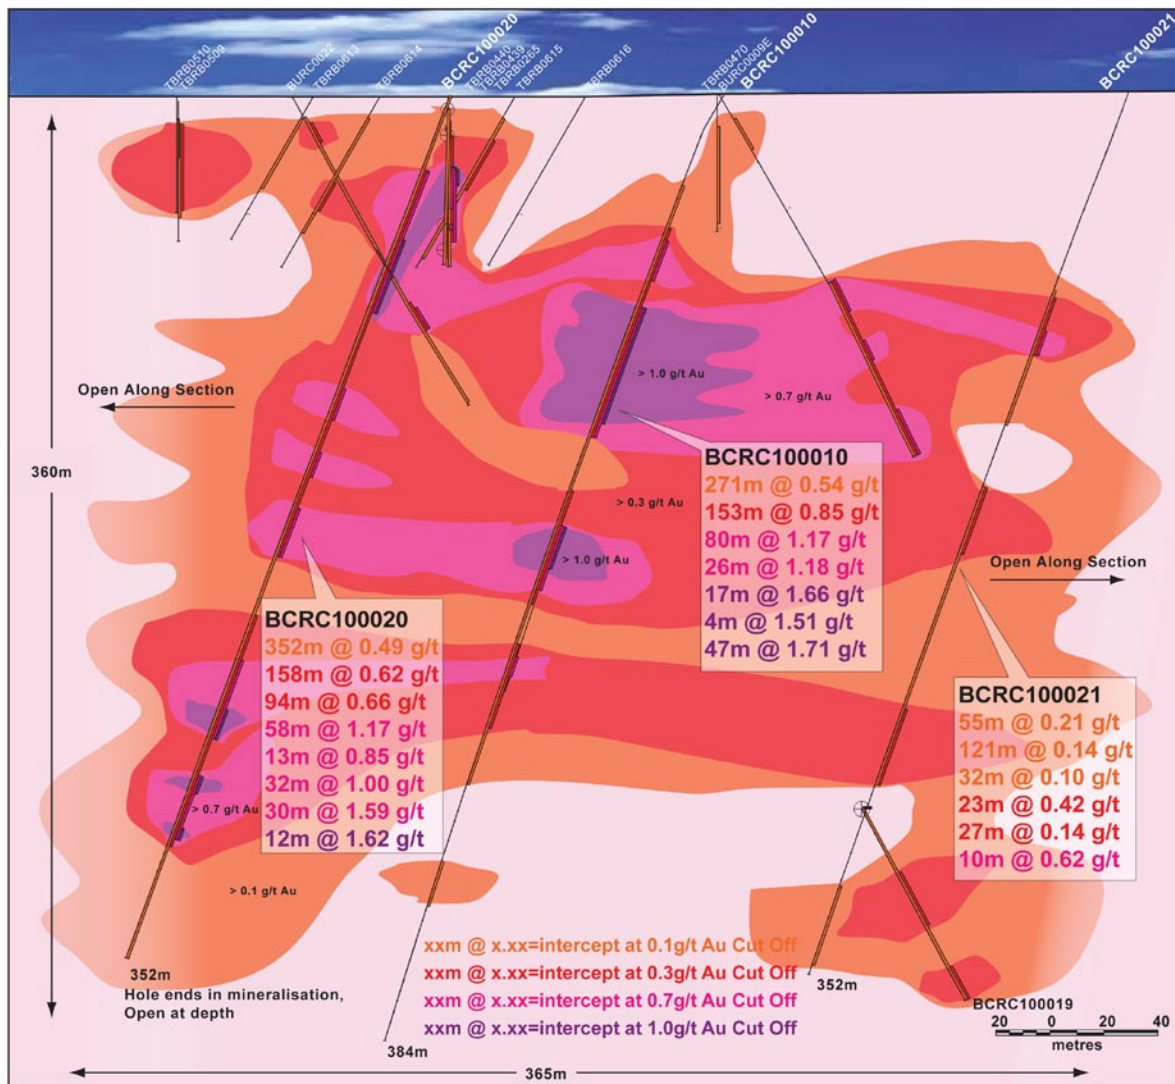 TBRB0510
TBRB0509
BURC0022
TBRB0613
TBRB0614
BCRC100020
TBRB0440
TBRB0439
TBRB0265
TBRB0615
TBRB0616
TBRB0470
BURC0009E
BCRC100010
BCRC100021
Open Along Section
360m
> 1.0 g/t Au
> 0.7 g/t Au
BCRC100010
271m @ 0.54 g/t
153m @ 0.85 g/t
80m @ 1.17 g/t
26m @ 1.18 g/t
17m @ 1.66 g/t
4m @ 1.51 g/t
47m @ 1.71 g/t
> 0.3 g/t Au
> 1.0 g/t Au
Open Along Section
BCRC100020
352m @ 0.49 g/t
158m @ 0.62 g/t
94m @ 0.66 g/t
58m @ 1.17 g/t
13m @ 0.85 g/t
32m @ 1.00 g/t
30m @ 1.59 g/t
12m @ 1.62 g/t
BCRC100021
55m @ 0.21 g/t
121m @ 0.14 g/t
32m @ 0.10 g/t
23m @ 0.42 g/t
27m @ 0.14 g/t
10m @ 0.62 g/t
> 0.7 g/t Au
> 0.1 g/t Au
xxm @ x.xx=intercept at 0.1g/t Au Cut Off
xxm @ x.xx=intercept at 0.3g/t Au Cut Off
xxm @ x.xx=intercept at 0.7g/t Au Cut Off
xxm @ x.xx=intercept at 1.0g/t Au Cut Off
352m
Hole ends in mineralisation,
Open at depth
384m
352m
BCRC100019
20 0 20 40
metres
365m